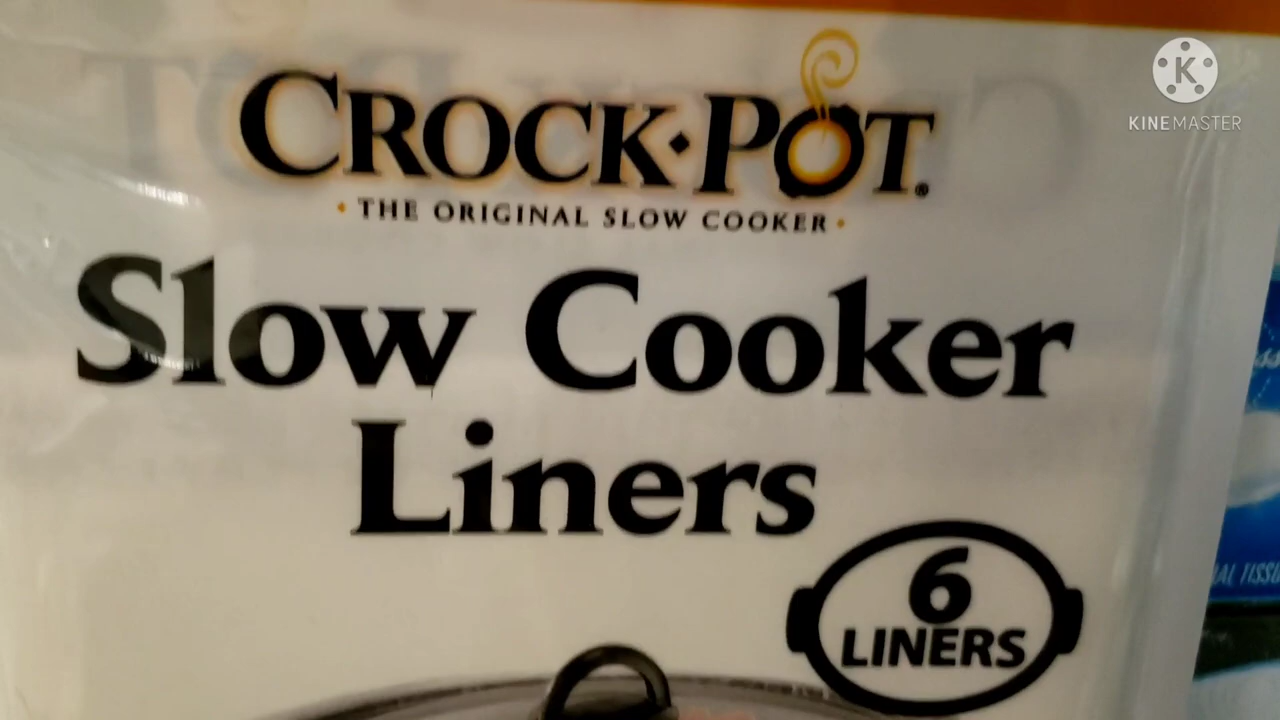 CROCK•POT®
KINEMASTER
• THE ORIGINAL SLOW COOKER •
Slow Cooker
Liners
6
LINERS